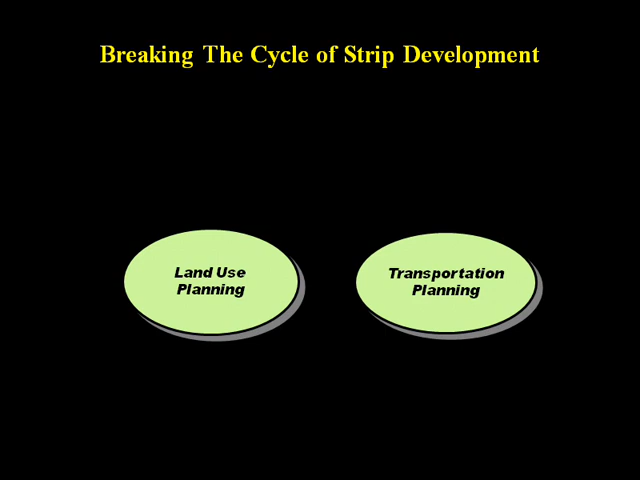 Breaking The Cycle of Strip Development
Land Use
Planning
Transportation
Planning